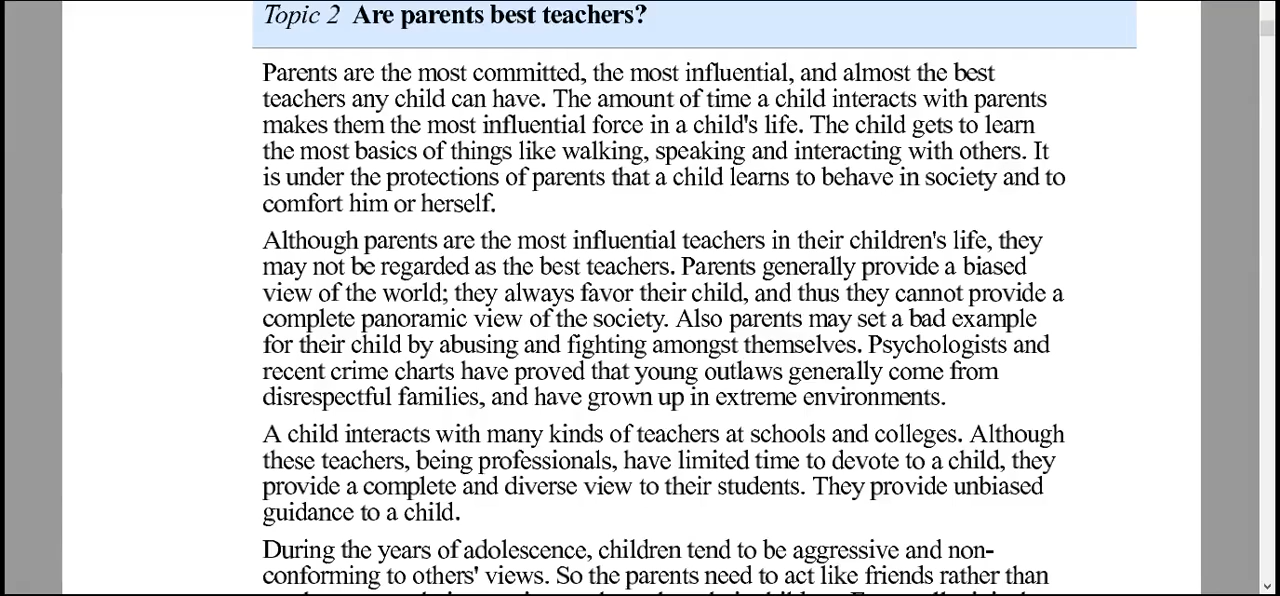 Topic 2 Are parents best teachers?
Parents are the most committed, the most influential, and almost the best
teachers any child can have. The amount of time a child interacts with parents
makes them the most influential force in a child's life. The child gets to learn
the most basics of things like walking, speaking and interacting with others. It
is under the protections of parents that a child learns to behave in society and to
comfort him or herself.
Although parents are the most influential teachers in their children's life, they
may not be regarded as the best teachers. Parents generally provide a biased
view of the world; they always favor their child, and thus they cannot provide a
complete panoramic view of the society. Also parents may set a bad example
for their child by abusing and fighting amongst themselves. Psychologists and
recent crime charts have proved that young outlaws generally come from
disrespectful families, and have grown up in extreme environments.
A child interacts with many kinds of teachers at schools and colleges. Although
these teachers, being professionals, have limited time to devote to a child, they
provide a complete and diverse view to their students. They provide unbiased
guidance to a child.
During the years of adolescence, children tend to be aggressive and non-
conforming to others' views. So the parents need to act like friends rather than